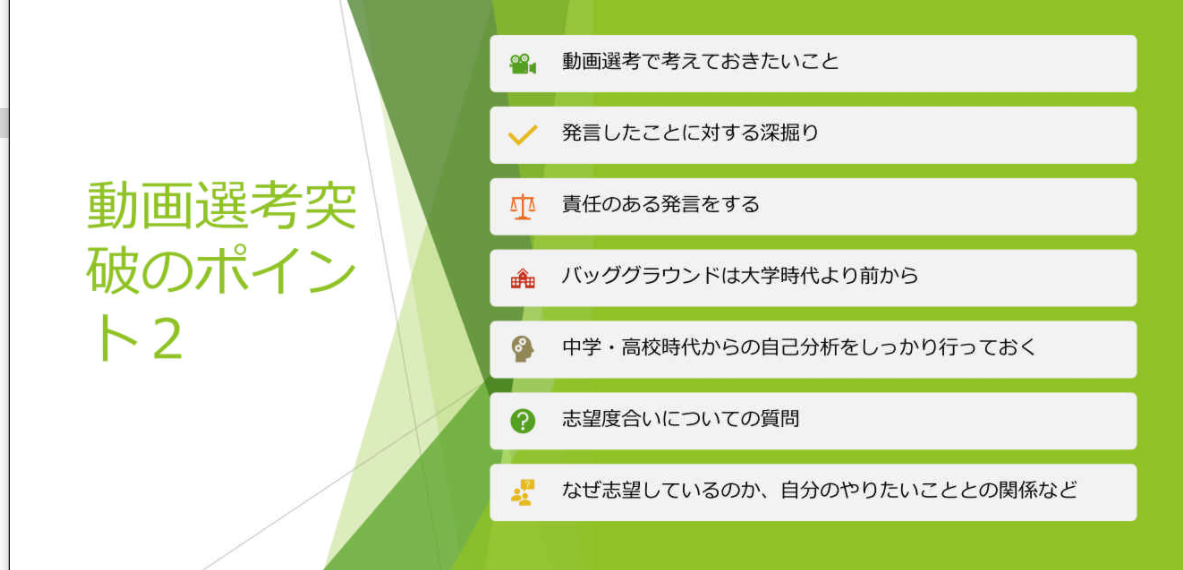 動画選考突
破のポイン
ト２
動画選考で考えておきたいこと
発言したことに対する深掘り
責任のある発言をする
バッググラウンドは大学時代より前から
中学・高校時代からの自己分析をしっかり行っておく
志望度合いについての質問
なぜ志望しているのか、自分のやりたいこととの関係など